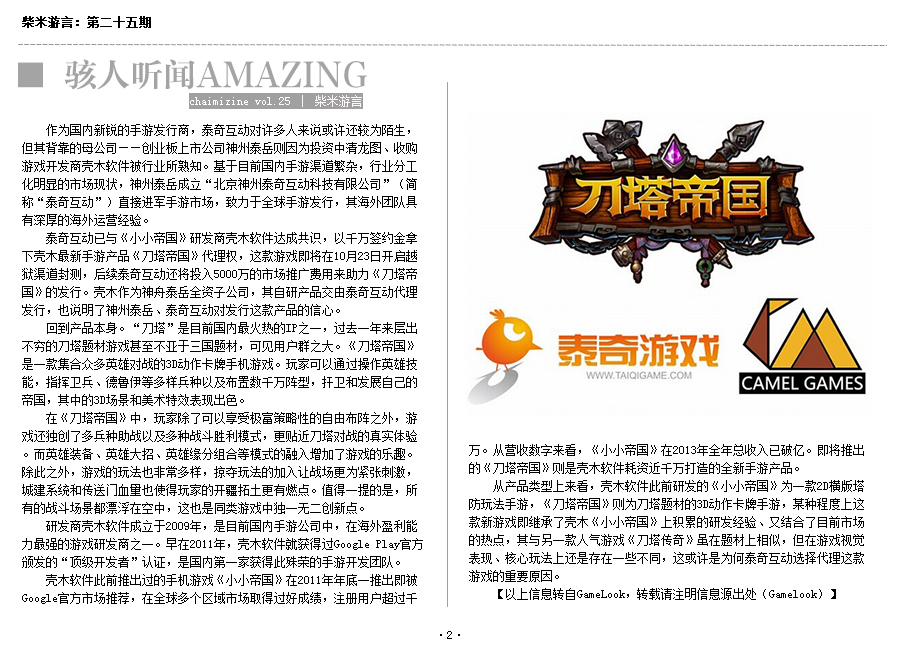 柴米游言：第二十五期
骇人听闻AMAZING
chaimizine vol.25 | 柴米游言
作为国内新锐的手游发行商，泰奇互动对许多人来说或许还较为陌生，
但其背靠的母公司——创业板上市公司神州泰岳则因为投资中清龙图、收购
游戏开发商壳木软件被行业所熟知。基于目前国内手游渠道繁杂，行业分工
化明显的市场现状，神州泰岳成立“北京神州泰奇互动科技有限公司”（简
称“泰奇互动”）直接进军手游市场，致力于全球手游发行，其海外团队具
有深厚的海外运营经验。
泰奇互动已与《小小帝国》研发商壳木软件达成共识，以千万签约金拿
下壳木最新手游产品《刀塔帝国》代理权，这款游戏即将在10月23日开启越
狱渠道封测，后续泰奇互动还将投入5000万的市场推广费用来助力《刀塔帝
国》的发行。壳木作为神舟泰岳全资子公司，其自研产品交由泰奇互动代理
发行，也说明了神州泰岳、泰奇互动对发行这款产品的信心。
回到产品本身。“刀塔”是目前国内最火热的IP之一，过去一年来层出
不穷的刀塔题材游戏甚至不亚于三国题材，可见用户群之大。《刀塔帝国》
是一款集合众多英雄对战的3D动作卡牌手机游戏。玩家可以通过操作英雄技
能，指挥卫兵、德鲁伊等多样兵种以及布置数千万阵型，扞卫和发展自己的
帝国，其中的3D场景和美术特效表现出色。
在《刀塔帝国》中，玩家除了可以享受极富策略性的自由布阵之外，游
戏还独创了多兵种助战以及多种战斗胜利模式，更贴近刀塔对战的真实体验
。而英雄装备、英雄大招、英雄缘分组合等模式的融入增加了游戏的乐趣。
除此之外，游戏的玩法也非常多样，掠夺玩法的加入让战场更为紧张刺激，
城建系统和传送门血量也使得玩家的开疆拓土更有燃点。值得一提的是，所
有的战斗场景都漂浮在空中，这也是同类游戏中独一无二创新点。
研发商壳木软件成立于2009年，是目前国内手游公司中，在海外盈利能
力最强的游戏研发商之一。早在2011年，壳木软件就获得过Google Play官方
颁发的“顶级开发者”认证，是国内第一家获得此殊荣的手游开发团队。
壳木软件此前推出过的手机游戏《小小帝国》在2011年年底一推出即被
Google官方市场推荐，在全球多个区域市场取得过好成绩，注册用户超过千
刀塔帝国
泰奇游戏
WWW.TAIQIGAME.COM
CAMEL GAMES
万。从营收数字来看，《小小帝国》在2013年全年总收入已破亿。即将推出
的《刀塔帝国》则是壳木软件耗资近千万打造的全新手游产品。
从产品类型上来看，壳木软件此前研发的《小小帝国》为一款2D横版塔
防玩法手游，《刀塔帝国》则为刀塔题材的3D动作卡牌手游，某种程度上这
款新游戏即继承了壳木《小小帝国》上积累的研发经验、又结合了目前市场
的热点，其与另一款人气游戏《刀塔传奇》虽在题材上相似，但在游戏视觉
表现、核心玩法上还是存在一些不同，这或许是为何泰奇互动选择代理这款
游戏的重要原因。
【以上信息转自GameLook，转载请注明信息源出处（Gamelook）】
·2·